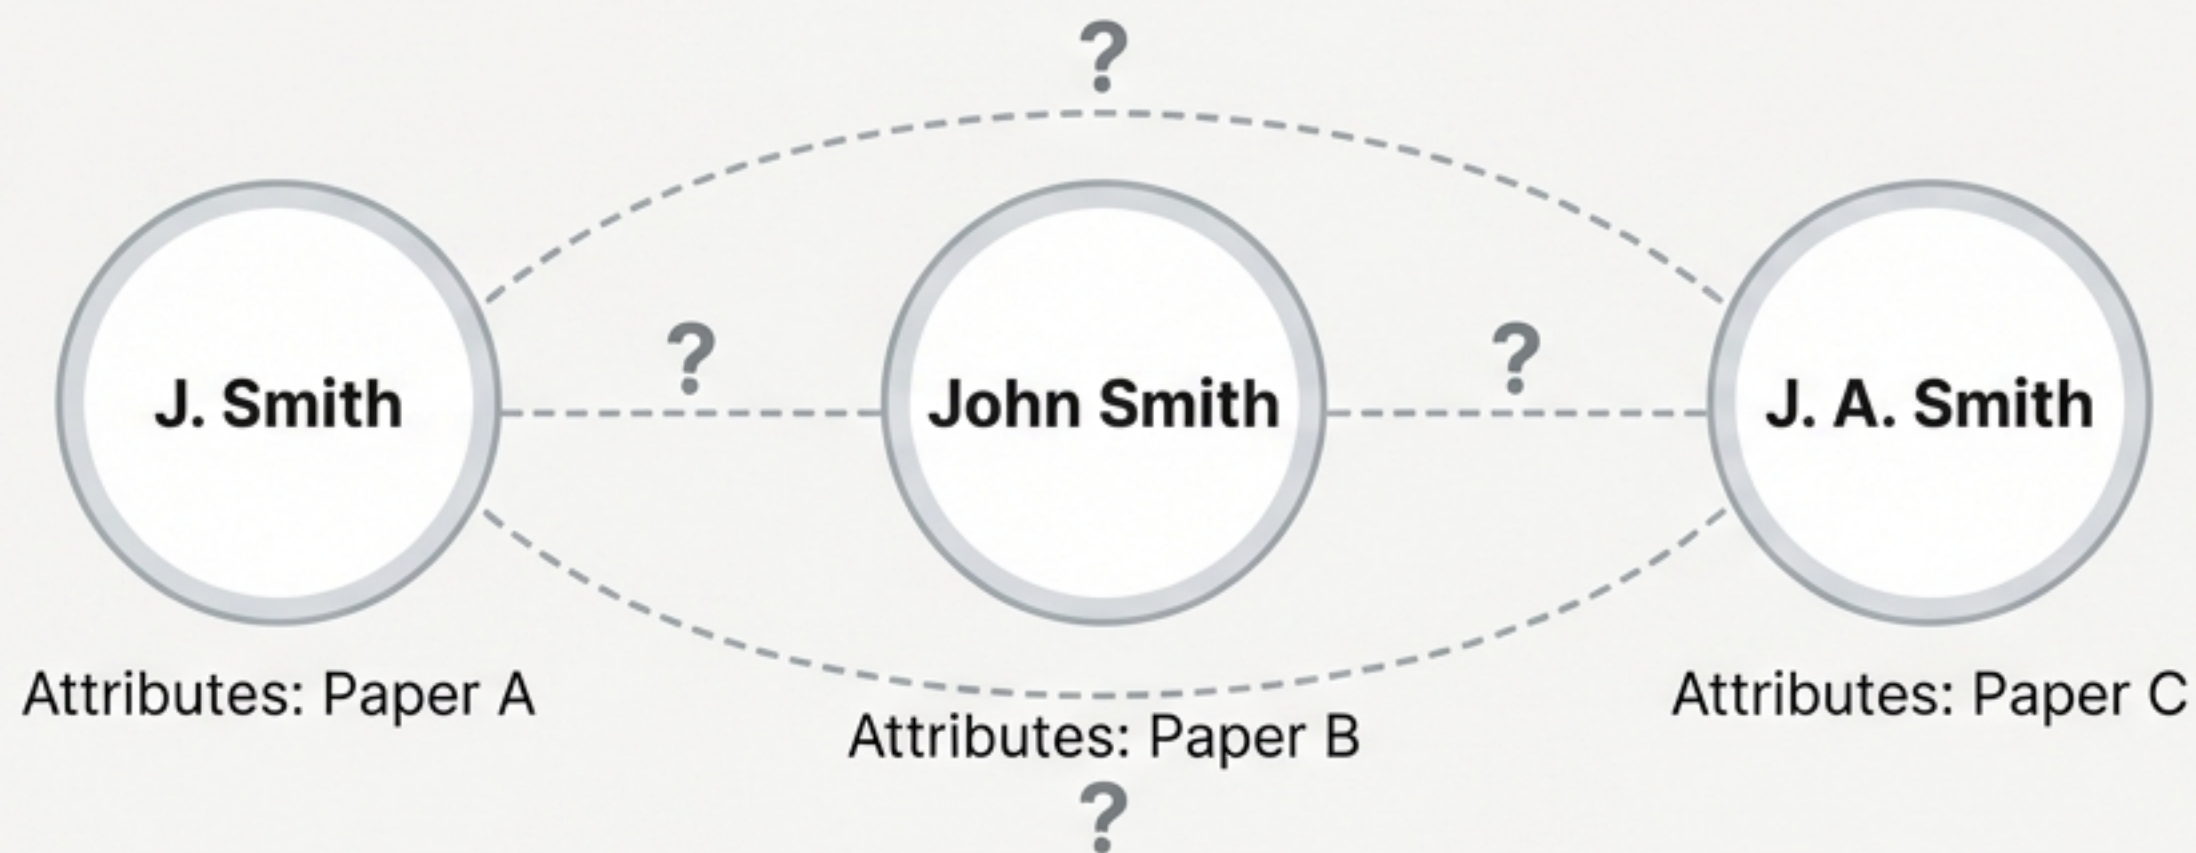 ?
?
?
J. Smith
John Smith
J. A. Smith
Attributes: Paper A
Attributes: Paper B
Attributes: Paper C
?